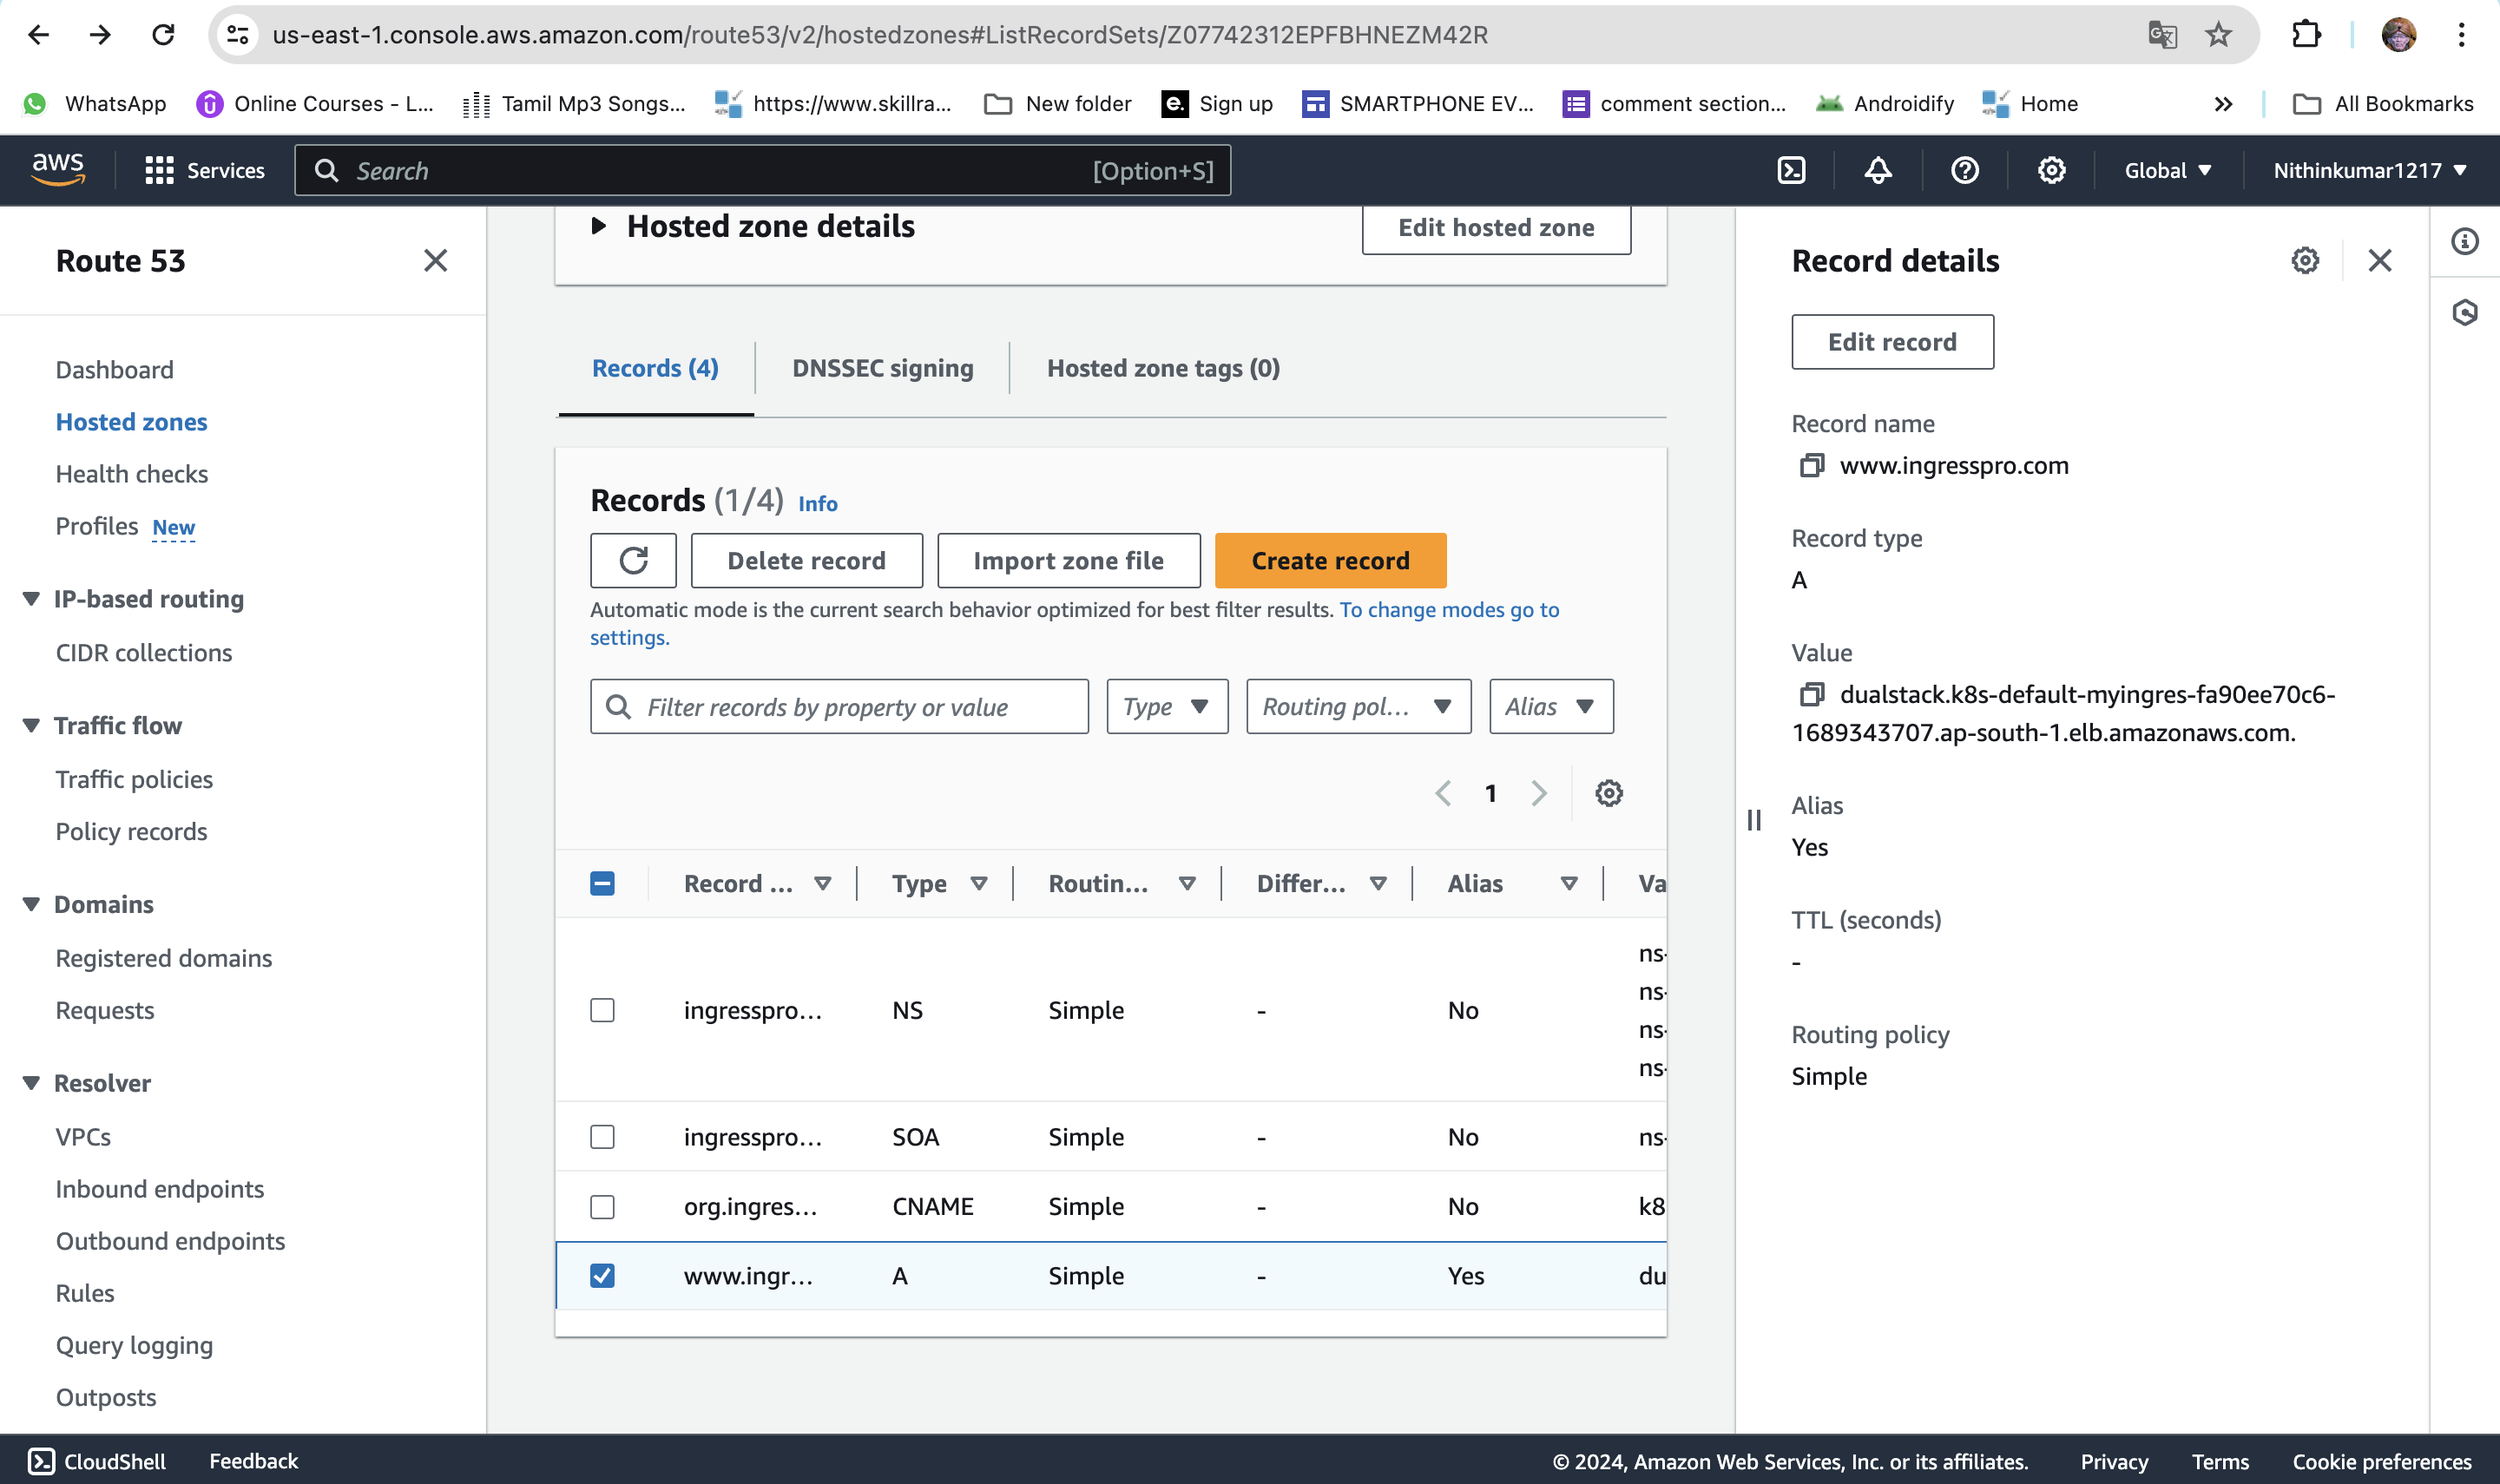 us-east-1.console.aws.amazon.com/route53/v2/hostedzones#ListRecordSets/Z07742312EPFBHNEZM42R
WhatsApp
Online Courses - L...
Tamil Mp3 Songs...
https://www.skillra...
New folder
Sign up
SMARTPHONE EV...
comment section...
Androidify
Home
All Bookmarks
aws
Services
Search
[Option+S]
Global
Nithinkumar1217
Route 53
Dashboard
Hosted zones
Health checks
Profiles New
IP-based routing
CIDR collections
Traffic flow
Traffic policies
Policy records
Domains
Registered domains
Requests
Resolver
VPCs
Inbound endpoints
Outbound endpoints
Rules
Query logging
Outposts
Hosted zone details
Edit hosted zone
Records (4)
DNSSEC signing
Hosted zone tags (0)
Records (1/4) Info
Delete record
Import zone file
Create record
Automatic mode is the current search behavior optimized for best filter results. To change modes go to
settings.
Filter records by property or value
Type
Routing pol...
Alias
1
Record ... Type Routin... Differ... Alias Va
ingresspro... NS Simple - No
ns-
ns-
ns-
ns-
ingresspro... SOA Simple - No ns-
org.ingres... CNAME Simple - No k8
www.ingr... A Simple - Yes du
Record details
Edit record
Record name
www.ingresspro.com
Record type
A
Value
dualstack.k8s-default-myingres-fa90ee70c6-
1689343707.ap-south-1.elb.amazonaws.com.
Alias
Yes
TTL (seconds)
-
Routing policy
Simple
CloudShell
Feedback
© 2024, Amazon Web Services, Inc. or its affiliates.
Privacy
Terms
Cookie preferences